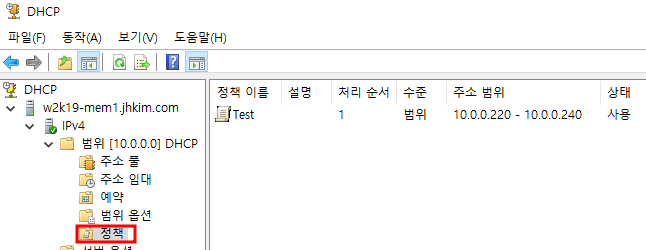 DHCP
파일(F) 동작(A) 보기(V) 도움말(H)
DHCP
w2k19-mem1.jhkim.com
IPv4
범위 [10.0.0.0] DHCP
주소 풀
주소 임대
예약
범위 옵션
정책
정책 이름 설명 처리 순서 수준 주소 범위 상태
Test 1 범위 10.0.0.220 - 10.0.0.240 사용